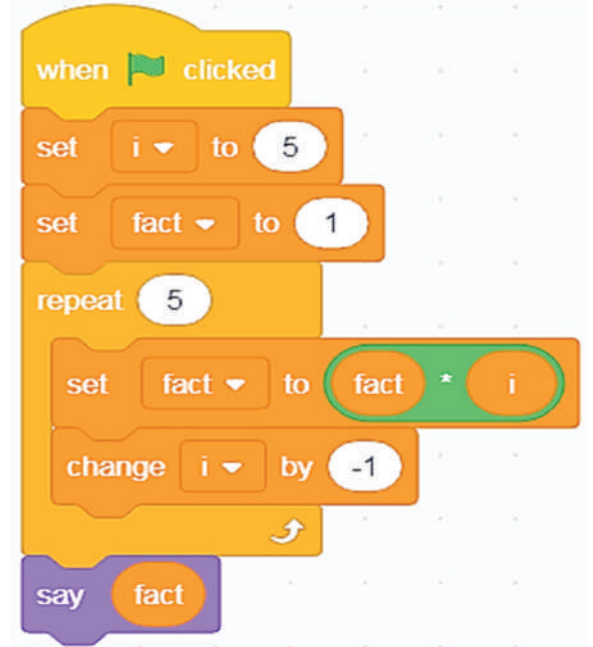 when clicked
set i to 5
set fact to 1
repeat 5
set fact to fact * i
change i by -1
say fact